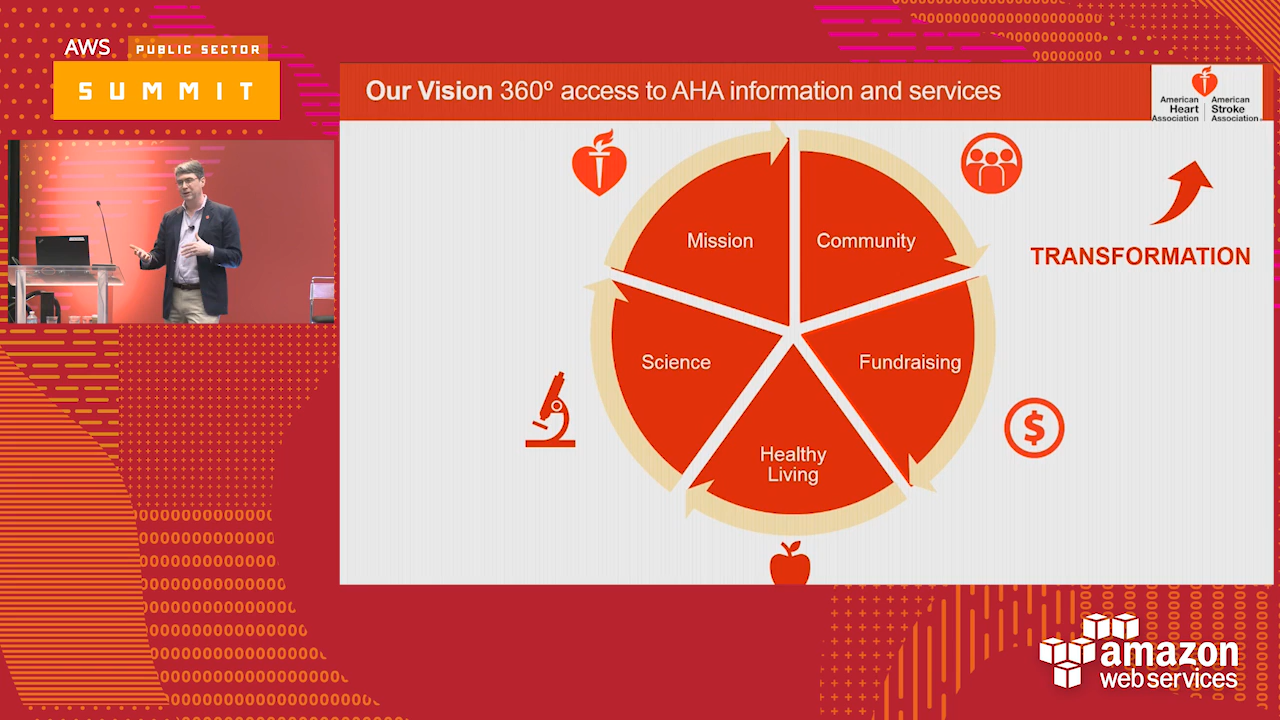 AWS PUBLIC SECTOR
SUMMIT
Our Vision 360º access to AHA information and services
American Heart Association
American Stroke Association
TRANSFORMATION
Mission
Community
Science
Fundraising
Healthy
Living
$
amazon
web services